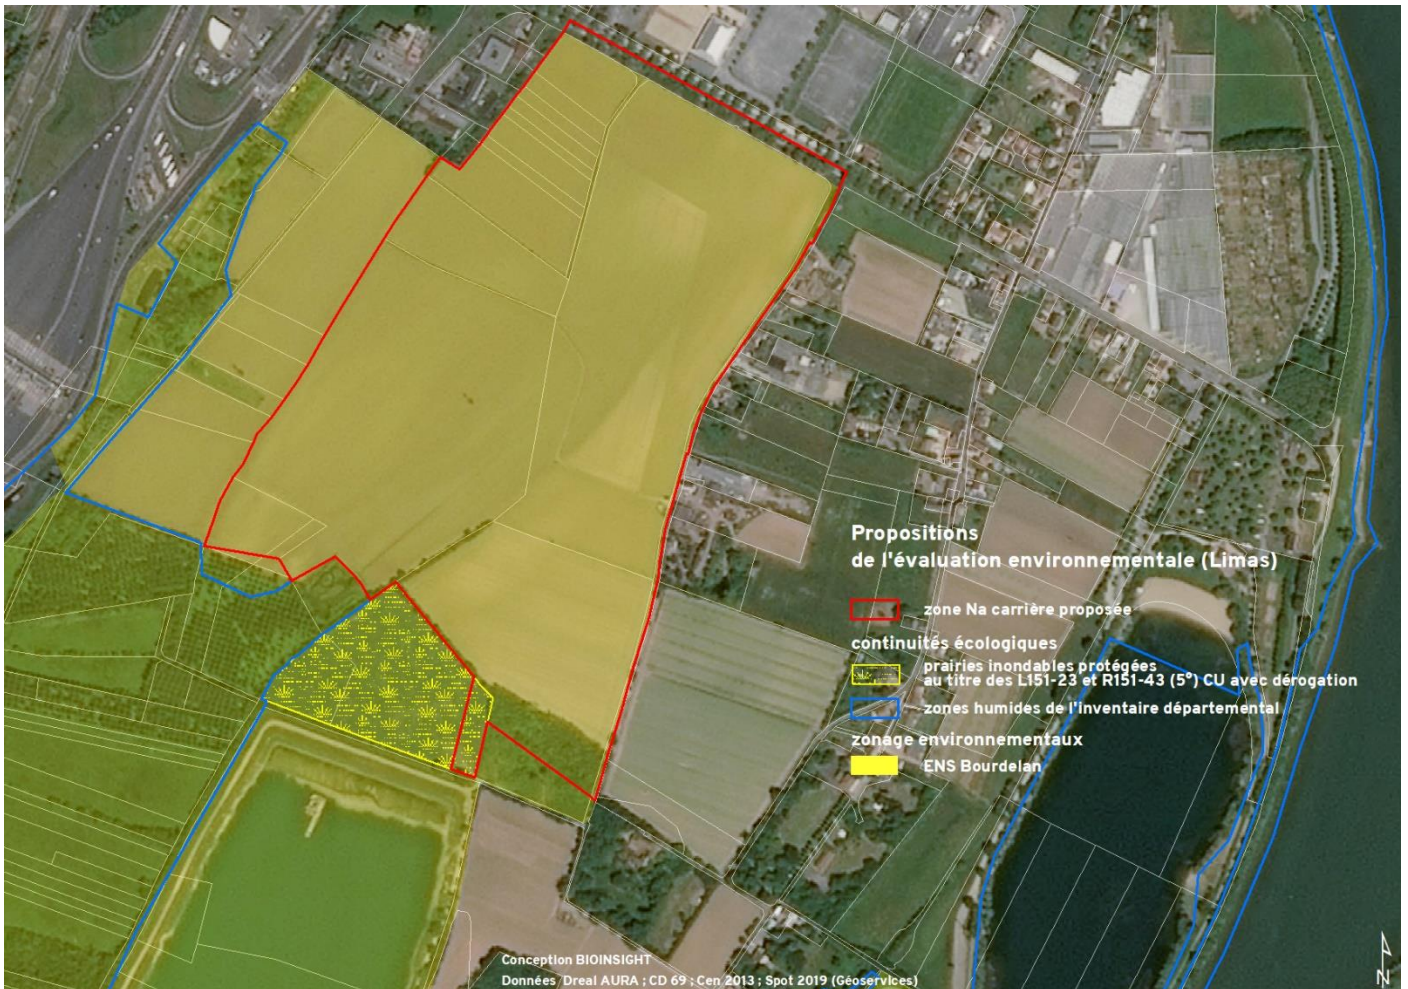 Propositions
de l'évaluation environnementale (Limas)
zone Na carrière proposée
continuités écologiques
prairies inondables protégées
au titre des L151-23 et R151-43 (5°) CU avec dérogation
zones humides de l'inventaire départemental
zonage environnementaux
ENS Bourdelan
Conception BIOINSIGHT
Données Dreal AURA ; CD 69 ; Cen 2013 ; Spot 2019 (Géoservices)
N